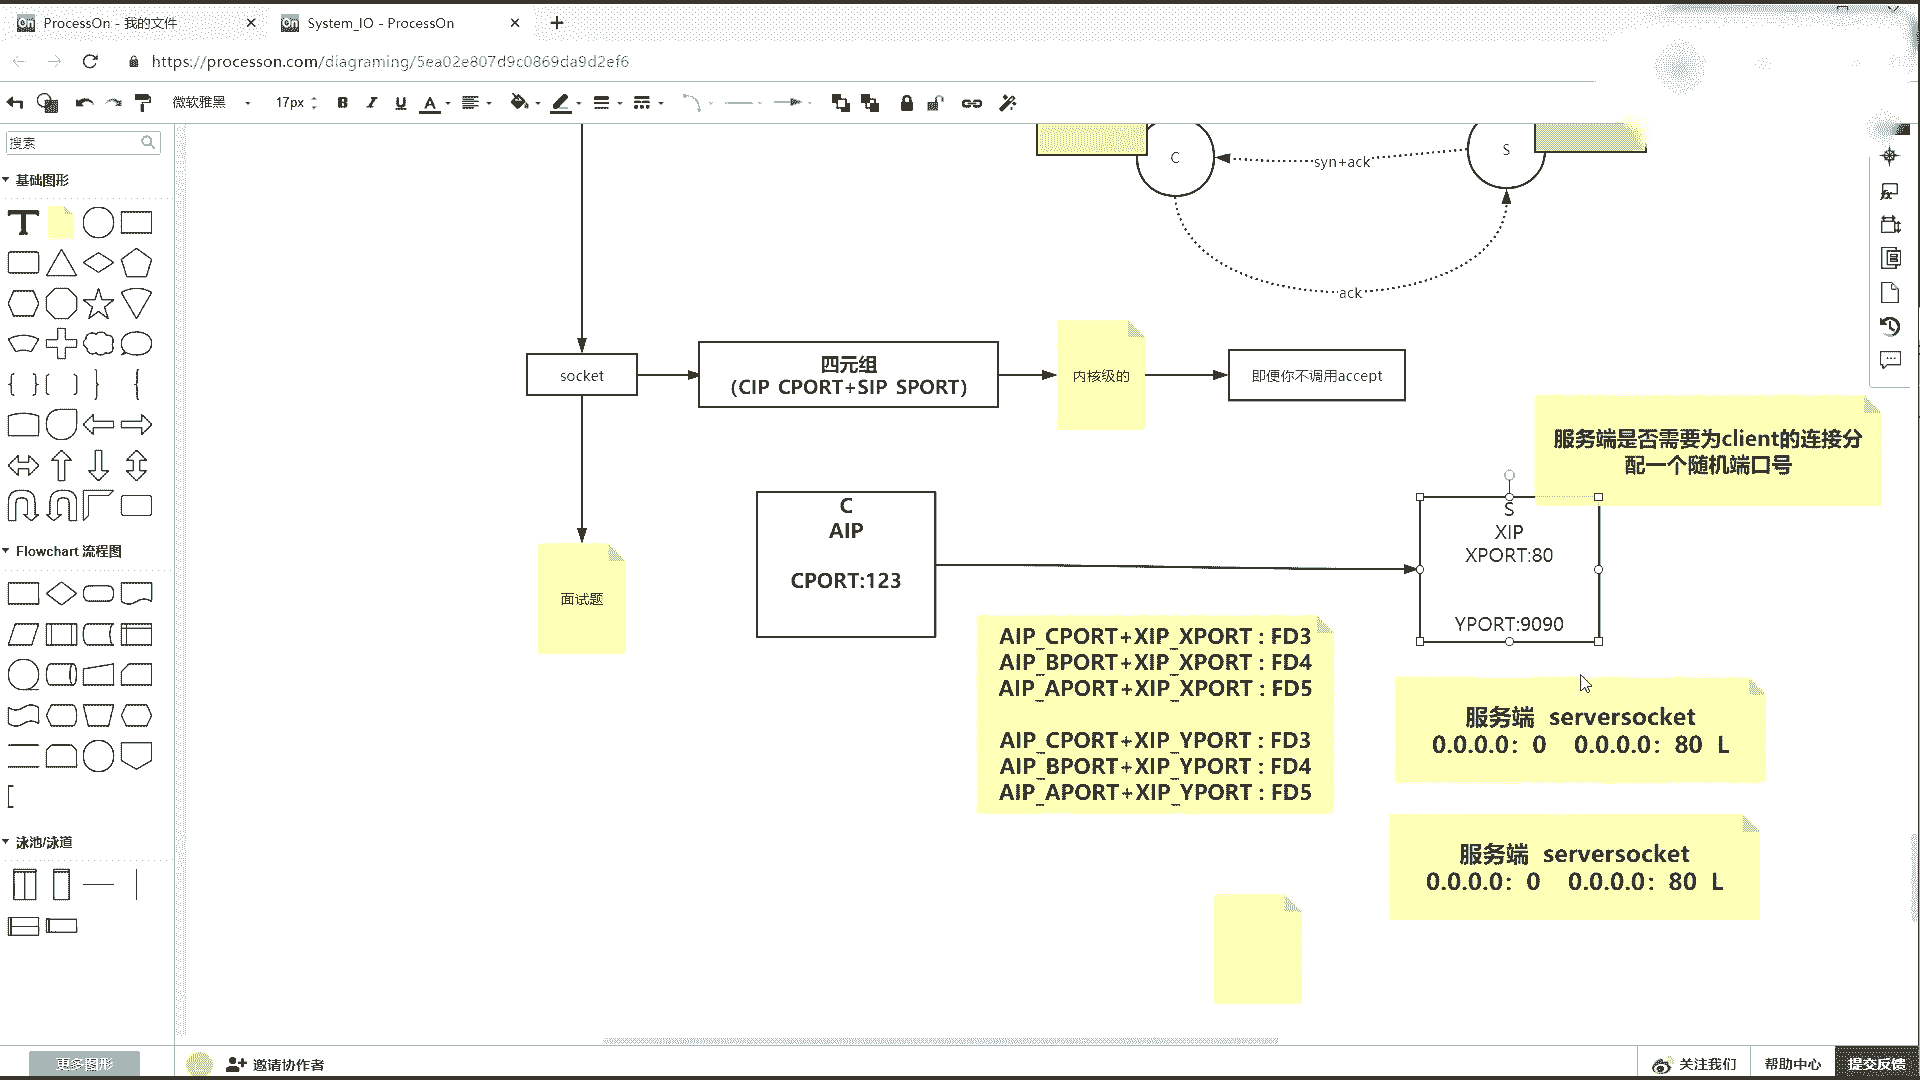 ProcessOn - 我的文件
System_IO - ProcessOn
https://processon.com/diagraming/5ea02e807d9c0869da9d2ef6
微软雅黑
17px
B I U A
搜索
基础图形
T
Flowchart 流程图
泳池/泳道
更多图形
C
syn+ack
S
ack
socket
四元组
(CIP CPORT+SIP SPORT)
内核级的
即便你不调用accept
服务端是否需要为client的连接分
配一个随机端口号
C
AIP
CPORT:123
S
XIP
XPORT:80
YPORT:9090
面试题
AIP_CPORT+XIP_XPORT : FD3
AIP_BPORT+XIP_XPORT : FD4
AIP_APORT+XIP_XPORT : FD5
AIP_CPORT+XIP_YPORT : FD3
AIP_BPORT+XIP_YPORT : FD4
AIP_APORT+XIP_YPORT : FD5
服务端 serversocket
0.0.0.0：0 0.0.0.0：80 L
服务端 serversocket
0.0.0.0：0 0.0.0.0：80 L
邀请协作者
关注我们
帮助中心
提交反馈